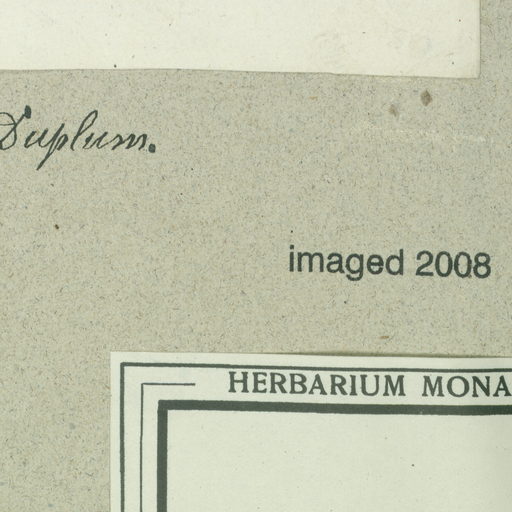 Duplum.
imaged 2008
HERBARIUM MONA